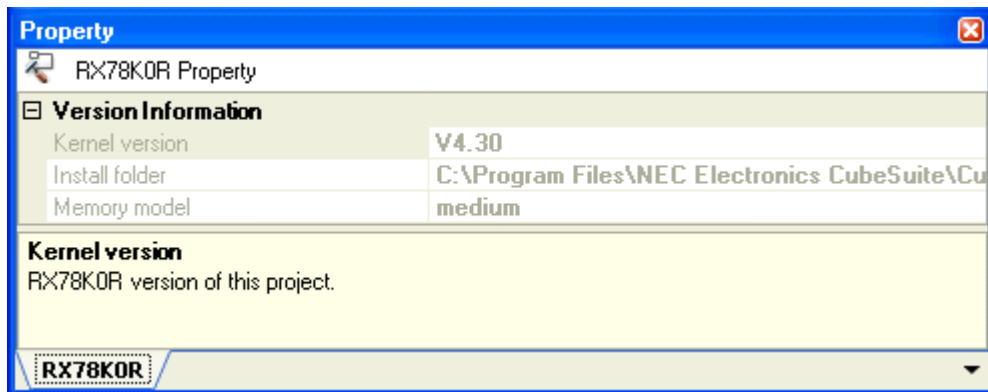 Property
RX78K0R Property
Version Information
Kernel version V4.30
Install folder C:\Program Files\NEC Electronics CubeSuite\Cu
Memory model medium
Kernel version
RX78K0R version of this project.
RX78K0R